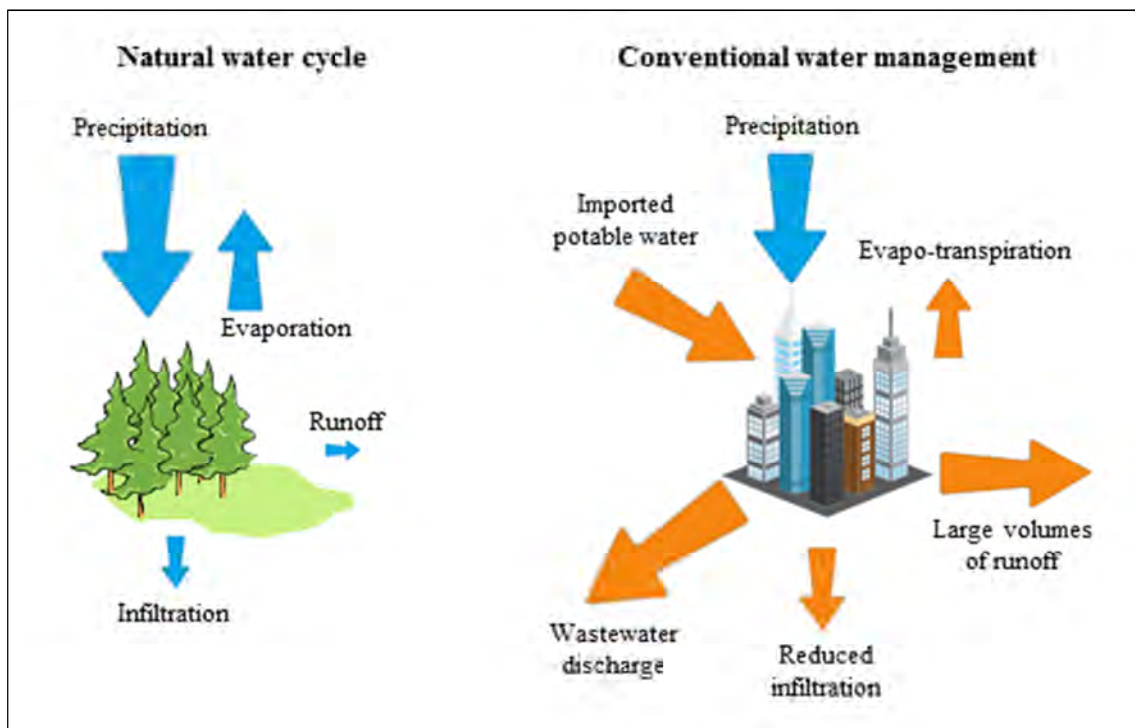 Natural water cycle
Precipitation
Evaporation
Runoff
Infiltration
Conventional water management
Precipitation
Imported
potable water
Evapo-transpiration
Large volumes
of runoff
Wastewater
discharge
Reduced
infiltration